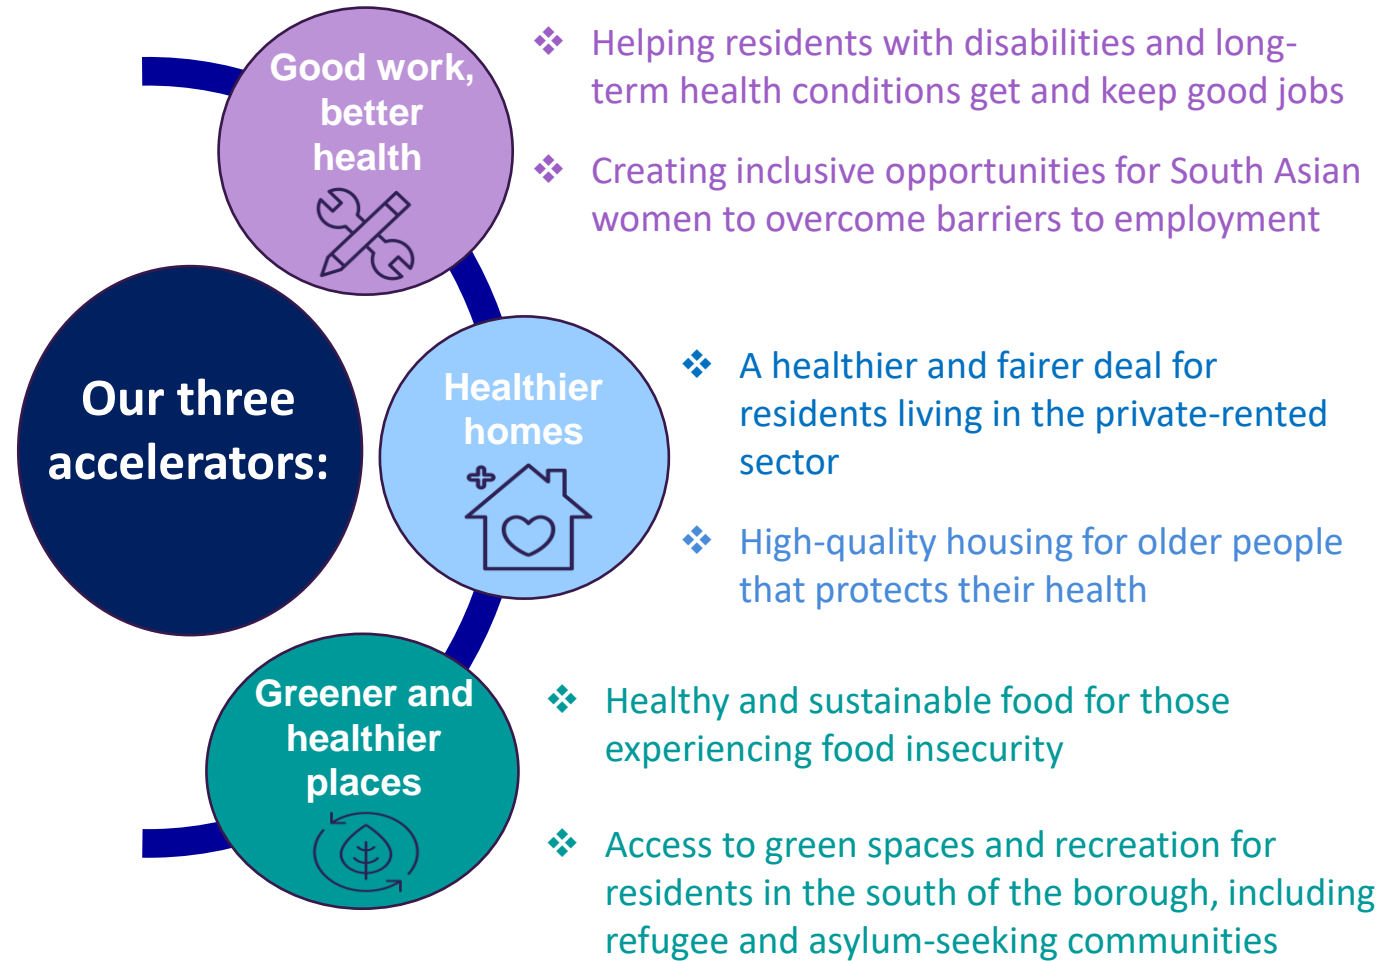 Our three
accelerators:
Good work,
better
health
❖ Helping residents with disabilities and long-
term health conditions get and keep good jobs
❖ Creating inclusive opportunities for South Asian
women to overcome barriers to employment
Healthier
homes
❖ A healthier and fairer deal for
residents living in the private-rented
sector
❖ High-quality housing for older people
that protects their health
Greener and
healthier
places
❖ Healthy and sustainable food for those
experiencing food insecurity
❖ Access to green spaces and recreation for
residents in the south of the borough, including
refugee and asylum-seeking communities